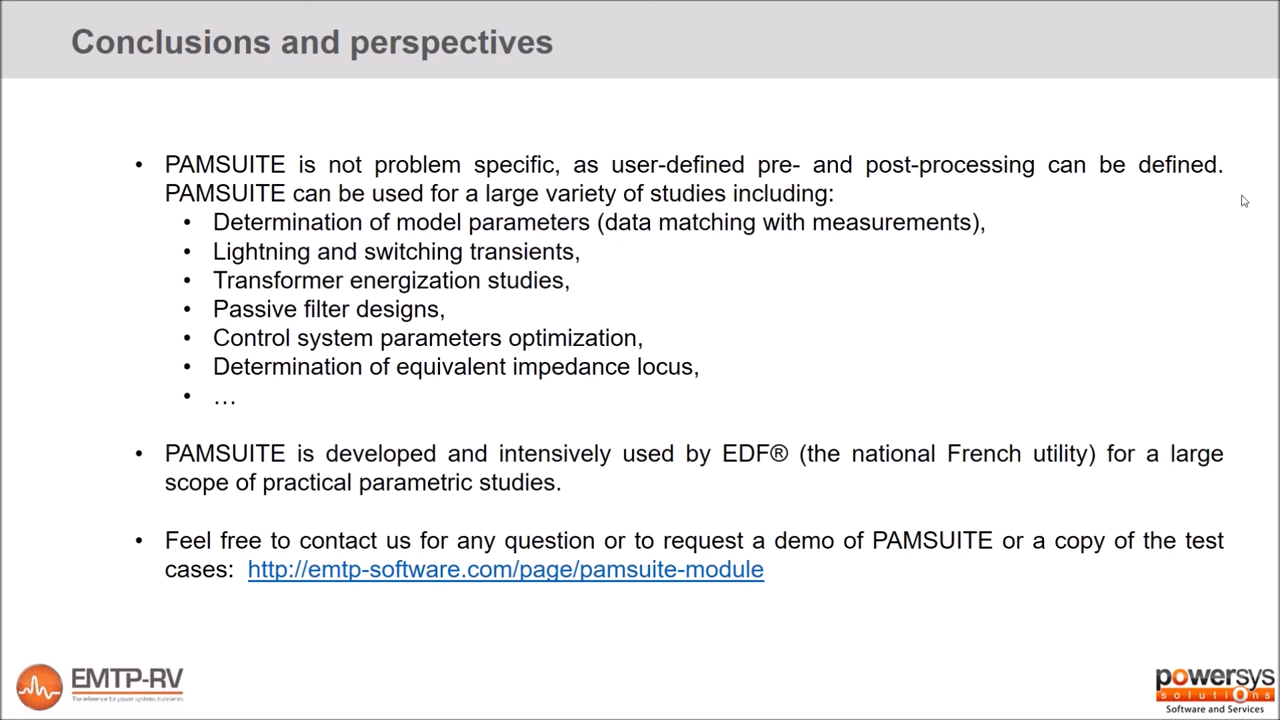 Conclusions and perspectives
• PAMSUITE is not problem specific, as user-defined pre- and post-processing can be defined.
PAMSUITE can be used for a large variety of studies including:
• Determination of model parameters (data matching with measurements),
• Lightning and switching transients,
• Transformer energization studies,
• Passive filter designs,
• Control system parameters optimization,
• Determination of equivalent impedance locus,
• …
• PAMSUITE is developed and intensively used by EDF® (the national French utility) for a large
scope of practical parametric studies.
• Feel free to contact us for any question or to request a demo of PAMSUITE or a copy of the test
cases: http://emtp-software.com/page/pamsuite-module
EMTP-RV
The reference for power systems transients
powersys
solutions
Software and Services